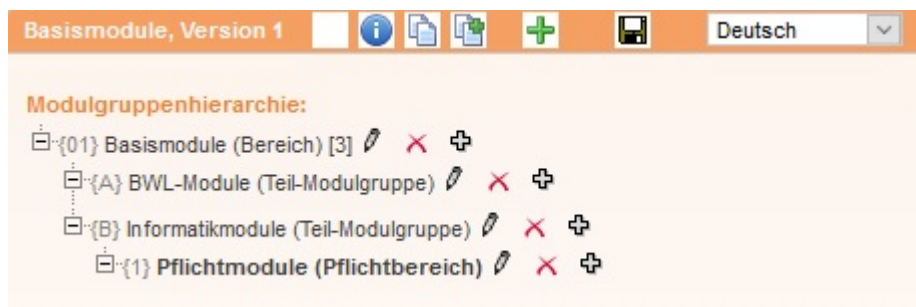 Basismodule, Version 1 Deutsch
Modulgruppenhierarchie:
{01} Basismodule (Bereich) [3]
{A} BWL-Module (Teil-Modulgruppe)
{B} Informatikmodule (Teil-Modulgruppe)
{1} Pflichtmodule (Pflichtbereich)